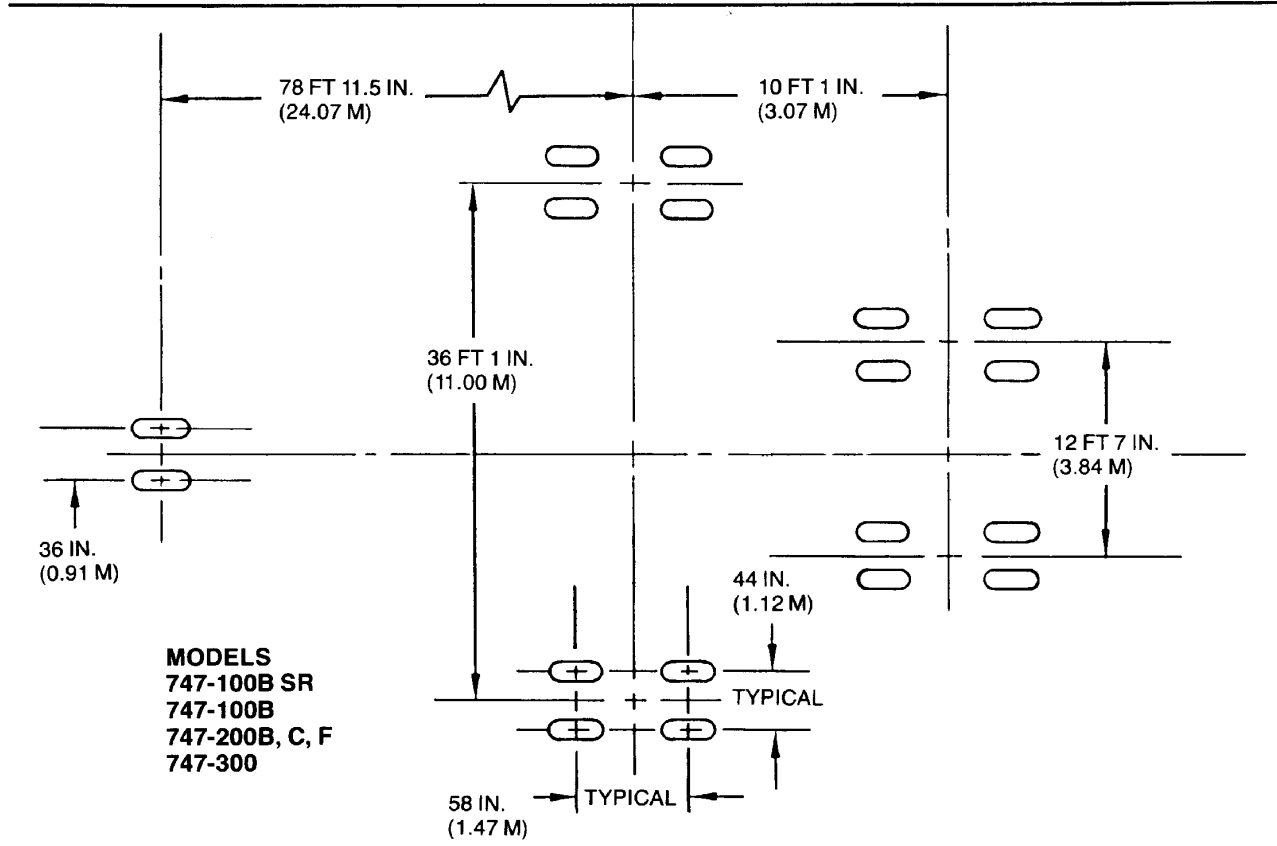 78 FT 11.5 IN.
(24.07 M)
10 FT 1 IN.
(3.07 M)
36 FT 1 IN.
(11.00 M)
12 FT 7 IN.
(3.84 M)
36 IN.
(0.91 M)
44 IN.
(1.12 M)
MODELS
747-100B SR
747-100B
747-200B, C, F
747-300
TYPICAL
58 IN.
(1.47 M)
TYPICAL